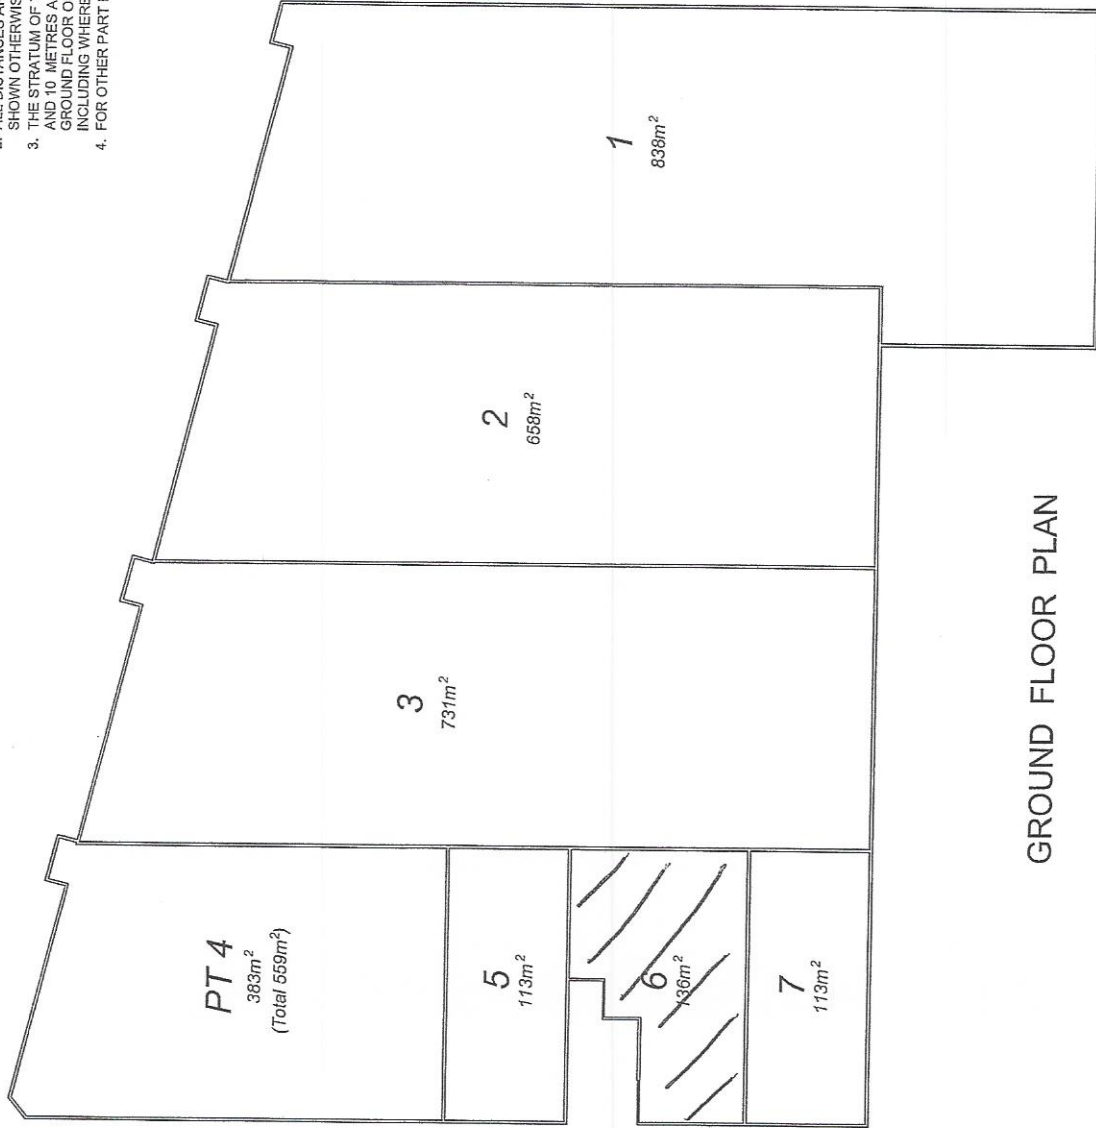 SHOWN OTHERWIS
3. THE STRATUM OF
AND 10 METRES A
GROUND FLOOR O
INCLUDING WHERE
4. FOR OTHER PART
1
838m²
2
658m²
3
731m²
PT 4
383m²
(Total 559m²)
5
113m²
6
136m²
7
113m²
GROUND FLOOR PLAN